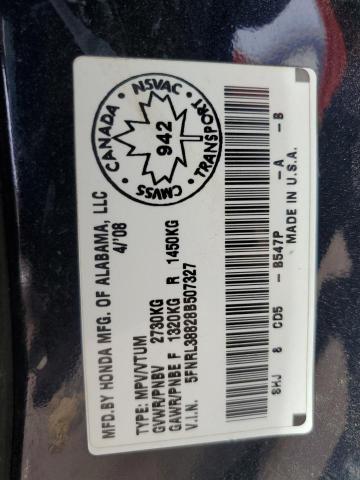 MFD.BY HONDA MFG. OF ALABAMA, LLC
4/'08
TYPE: MPV/VTUM
GVWR/PNBV 2730KG
GAWR/PNBE F 1320KG R 1450KG
V.I.N. 5FNRL38828B507327
CANADA • NSVAC • TRANSPORT • CMVSS
942
8HJ 8 CD5 - B547P - A - B
MADE IN U.S.A.